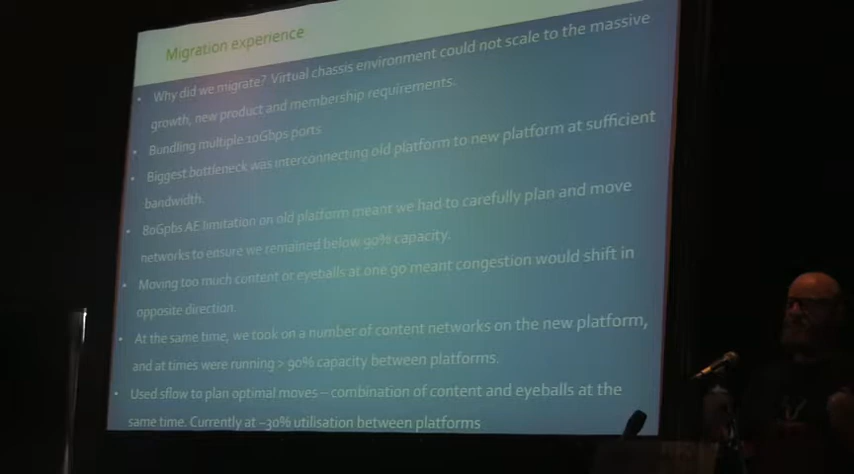 Migration experience
• Why did we migrate? Virtual chassis environment could not scale to the massive
growth, new product and membership requirements.
• Bundling multiple 10Gbps ports
• Biggest bottleneck was interconnecting old platform to new platform at sufficient
bandwidth.
• 80Gpbs AE limitation on old platform meant we had to carefully plan and move
networks to ensure we remained below 90% capacity.
• Moving too much content or eyeballs at one go meant congestion would shift in
opposite direction.
• At the same time, we took on a number of content networks on the new platform,
and at times were running > 90% capacity between platforms.
• Used sflow to plan optimal moves – combination of content and eyeballs at the
same time. Currently at ~30% utilisation between platforms